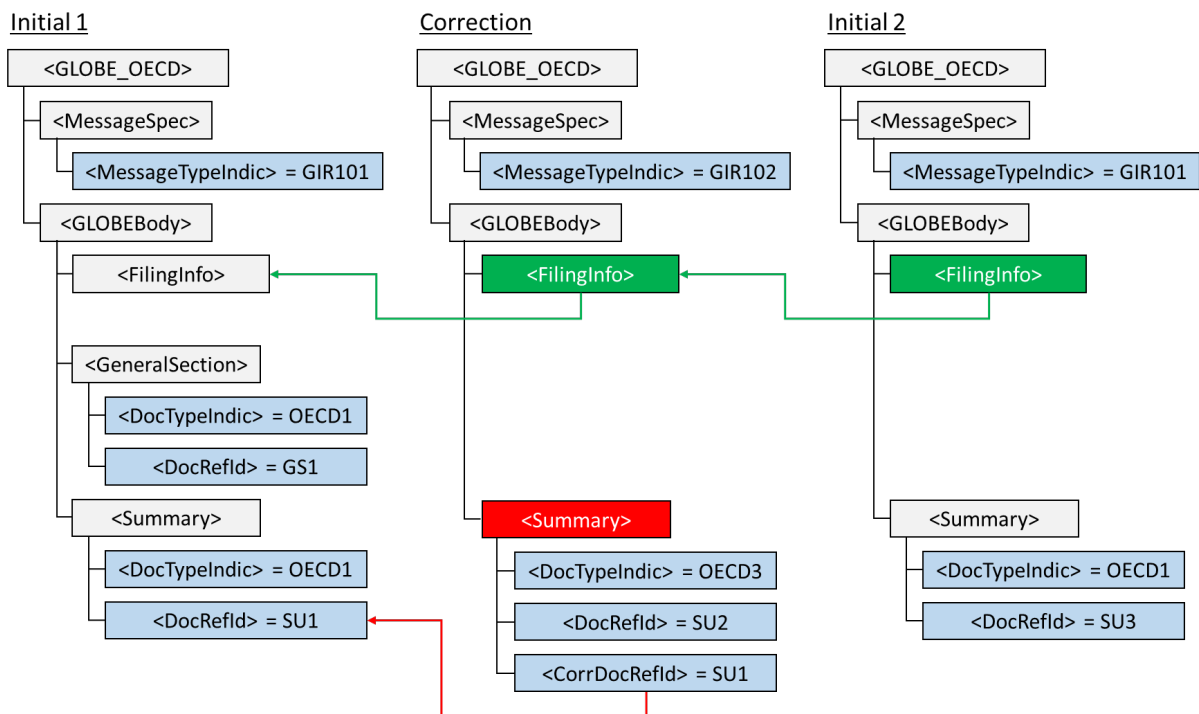 Initial 1
<GLOBE_OECD>
<MessageSpec>
<MessageTypeIndic> = GIR101
<GLOBEBody>
<FilingInfo>
<GeneralSection>
<DocTypeIndic> = OECD1
<DocRefId> = GS1
<Summary>
<DocTypeIndic> = OECD1
<DocRefId> = SU1
Correction
<GLOBE_OECD>
<MessageSpec>
<MessageTypeIndic> = GIR102
<GLOBEBody>
<FilingInfo>
<Summary>
<DocTypeIndic> = OECD3
<DocRefId> = SU2
<CorrDocRefId> = SU1
Initial 2
<GLOBE_OECD>
<MessageSpec>
<MessageTypeIndic> = GIR101
<GLOBEBody>
<FilingInfo>
<Summary>
<DocTypeIndic> = OECD1
<DocRefId> = SU3